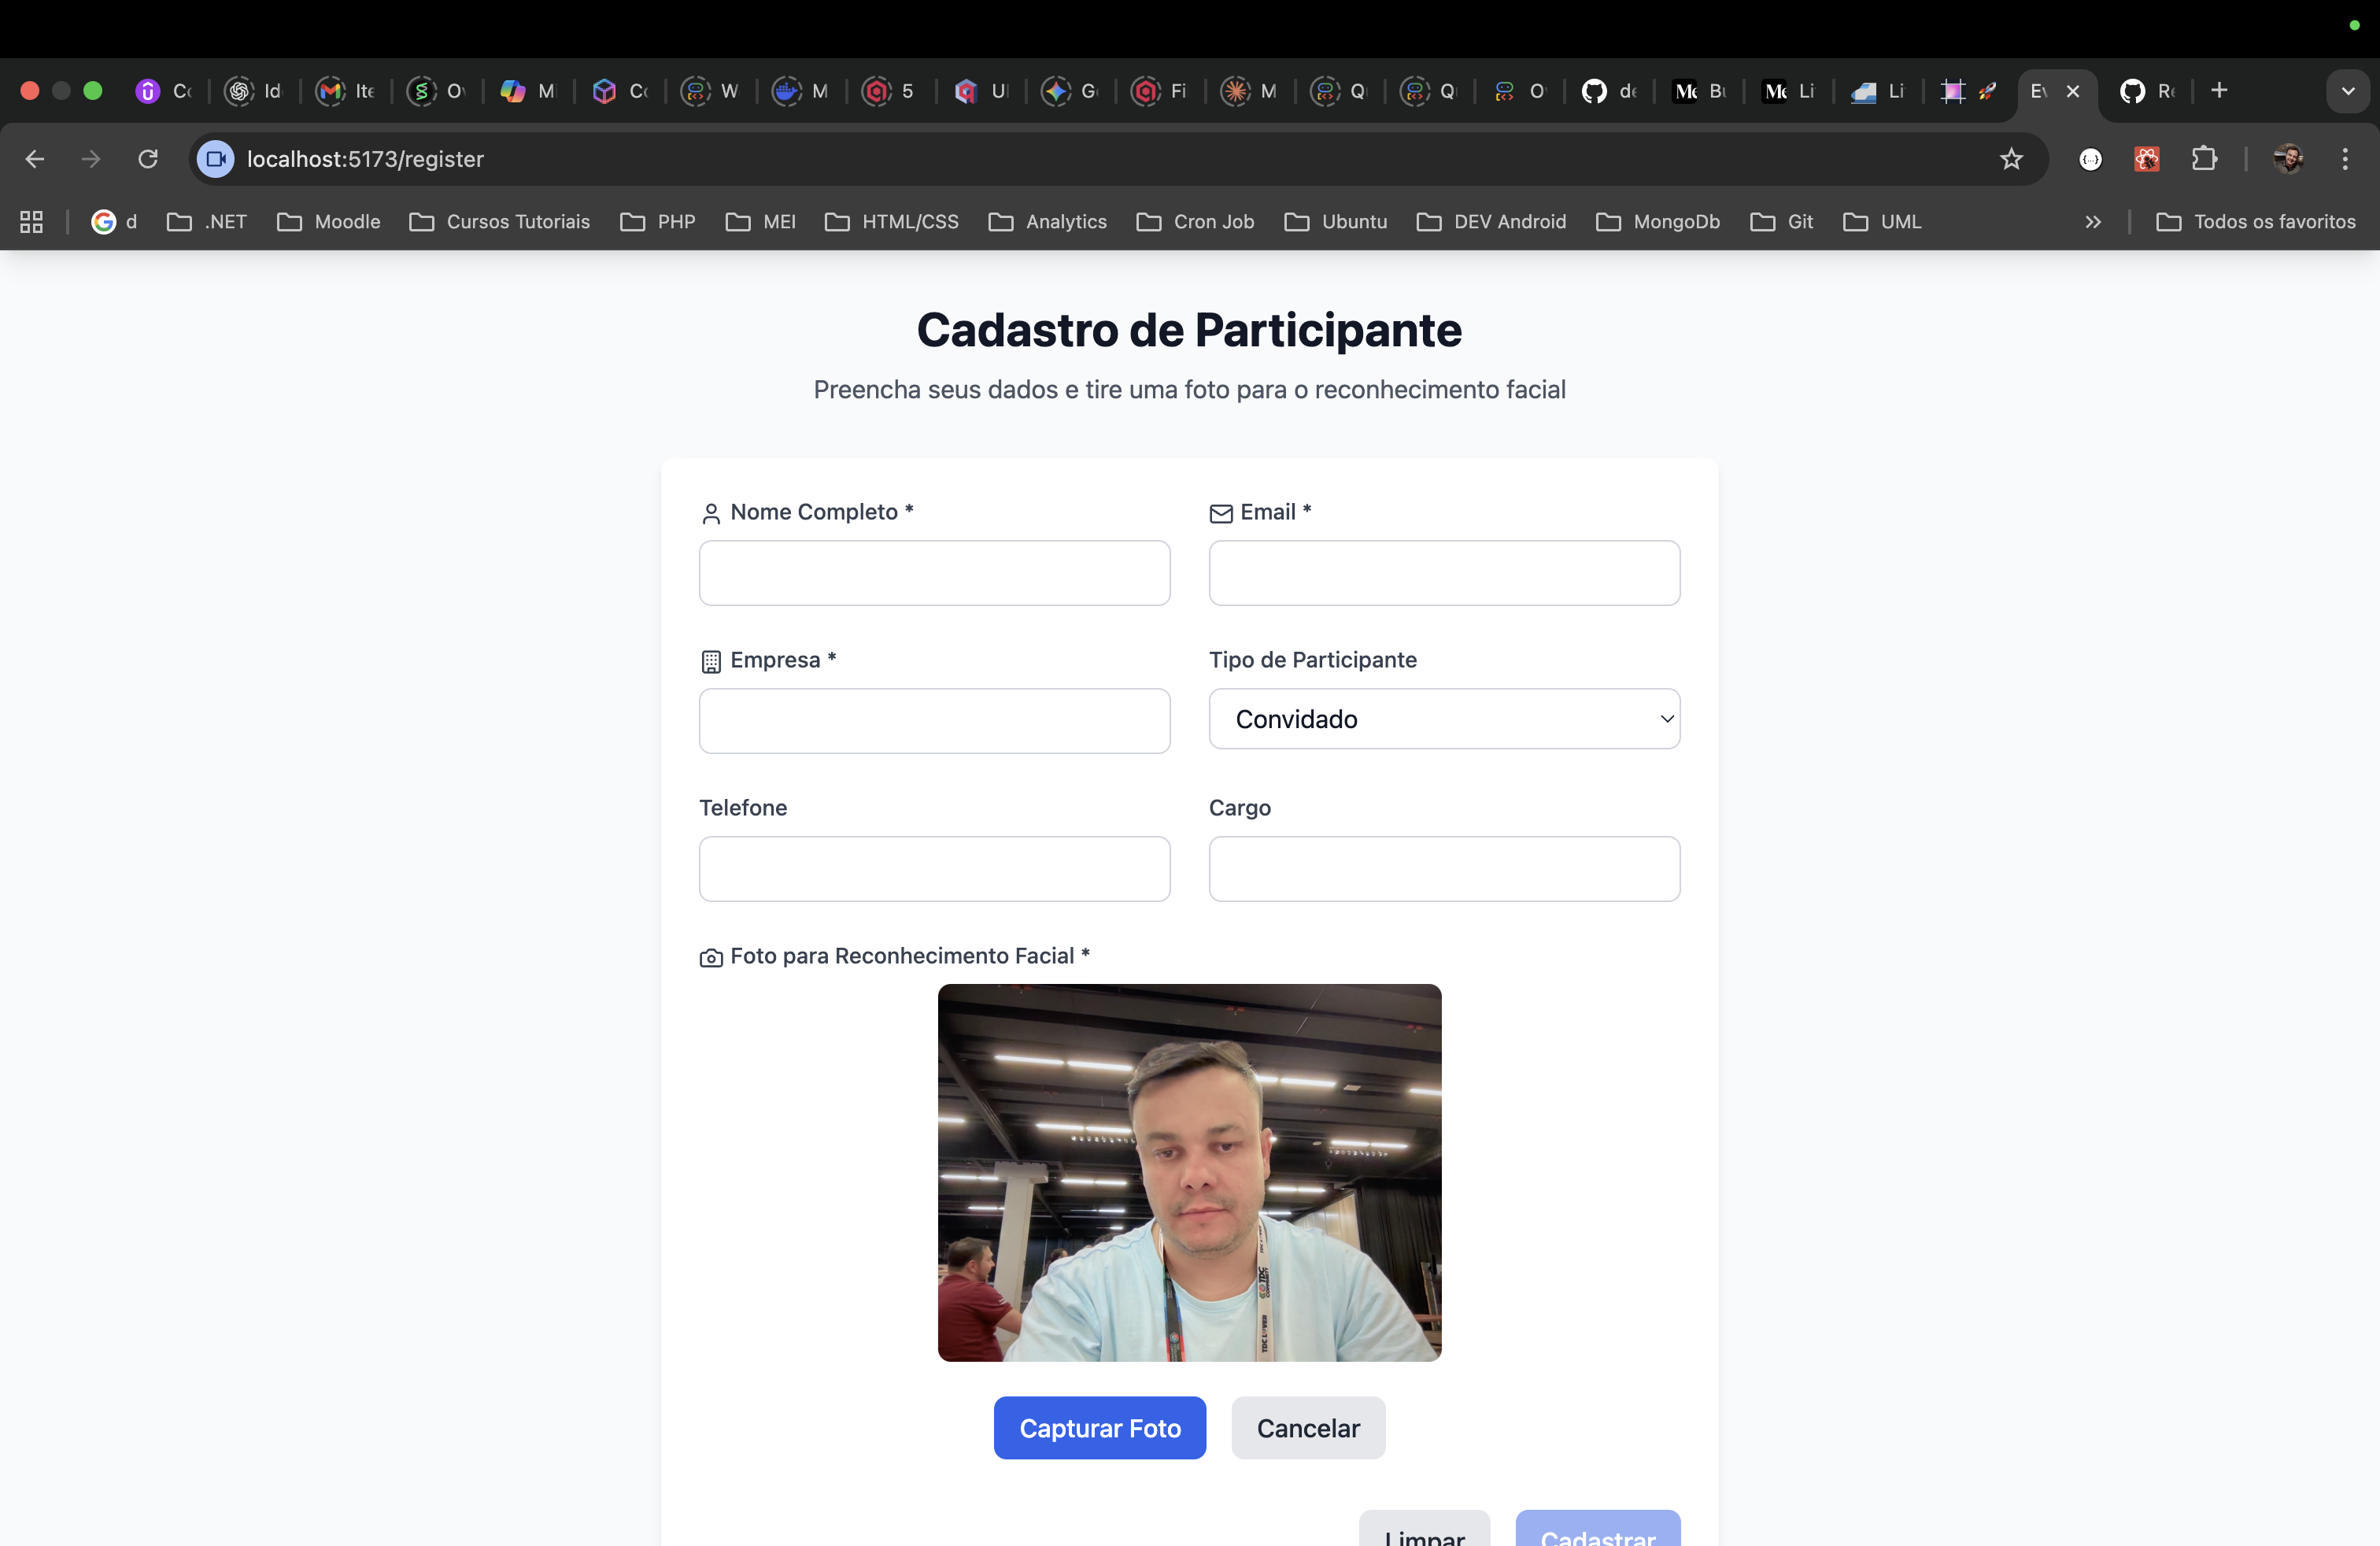 Cc
Id
Ite
O
M
Cc
W
M
5
U
G
Fi
M
Q
Q
O
de
Bu
Li
Li
🚀
Ev
Re
localhost:5173/register
d
.NET
Moodle
Cursos Tutoriais
PHP
MEI
HTML/CSS
Analytics
Cron Job
Ubuntu
DEV Android
MongoDb
Git
UML
Todos os favoritos
Cadastro de Participante
Preencha seus dados e tire uma foto para o reconhecimento facial
Nome Completo *
Email *
Empresa *
Tipo de Participante
Convidado
Telefone
Cargo
Foto para Reconhecimento Facial *
TDC
TDC LOVER
Capturar Foto
Cancelar
Limpar
Cadastrar